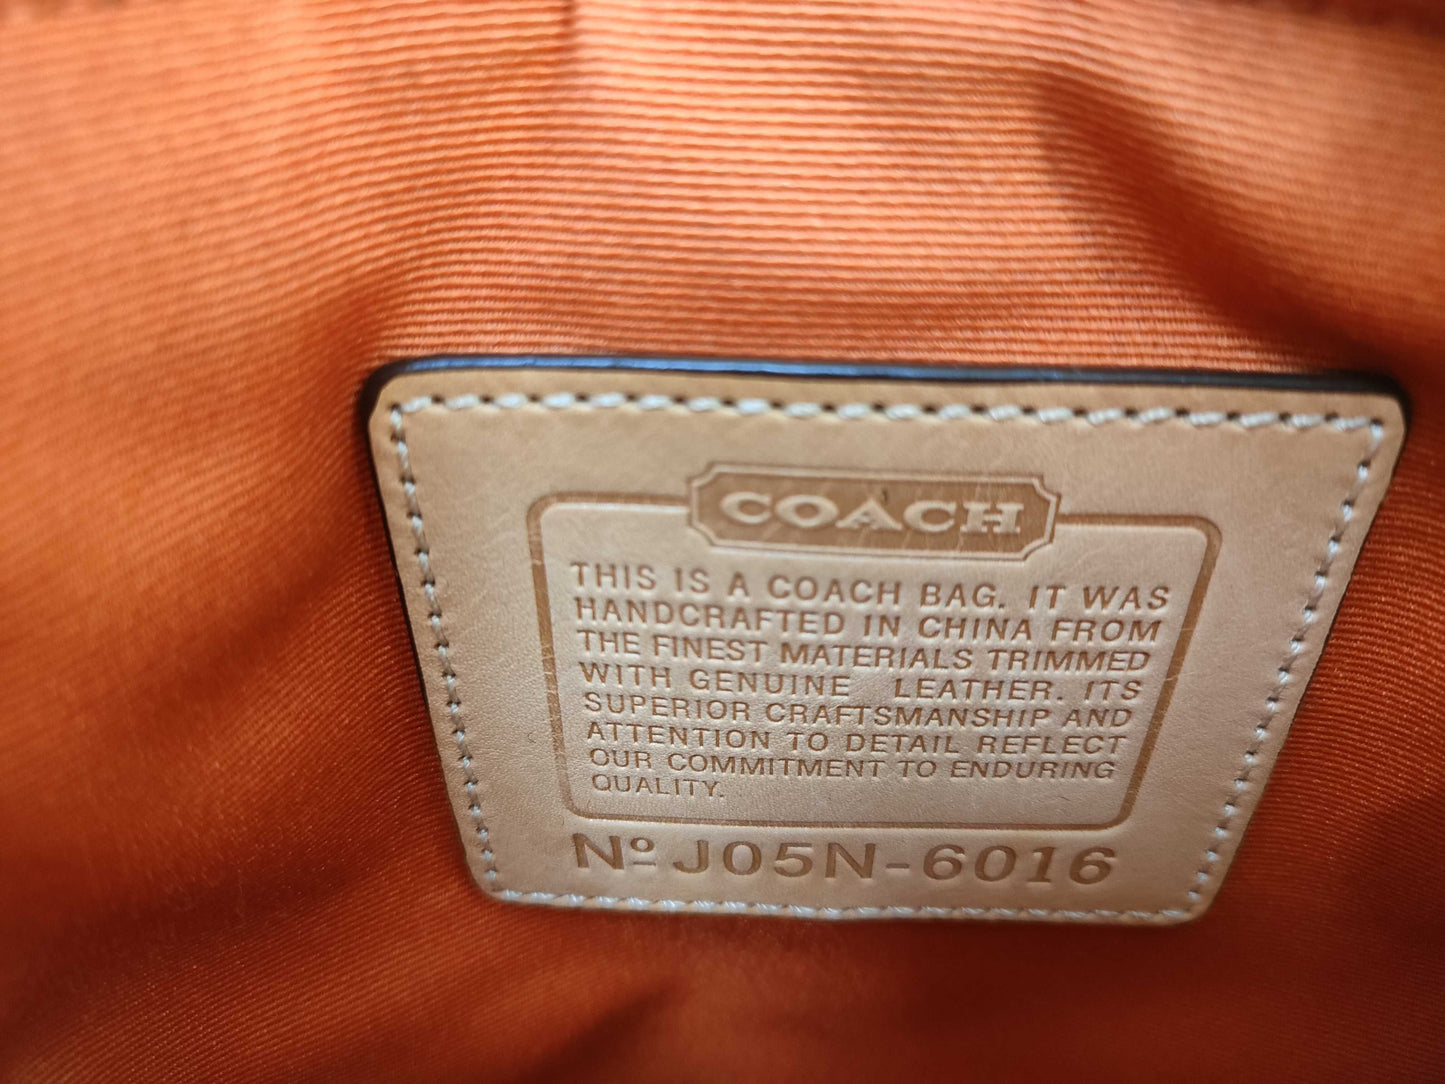 COACH
THIS IS A COACH BAG. IT WAS
HANDCRAFTED IN CHINA FROM
THE FINEST MATERIALS TRIMMED
WITH GENUINE LEATHER. ITS
SUPERIOR CRAFTSMANSHIP AND
ATTENTION TO DETAIL REFLECT
OUR COMMITMENT TO ENDURING
QUALITY.
Nº J05N-6016